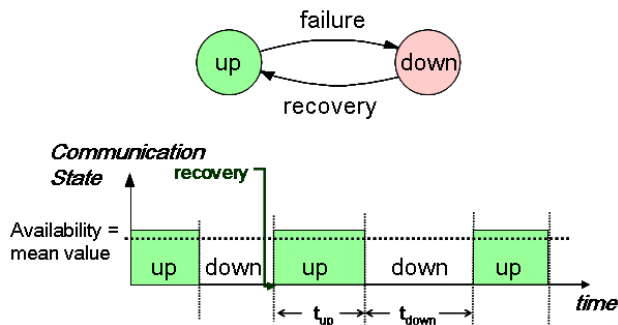 failure
up
down
recovery
Communication
State
recovery
Availability =
mean value
up
down
up
down
up
time
tup
tdown